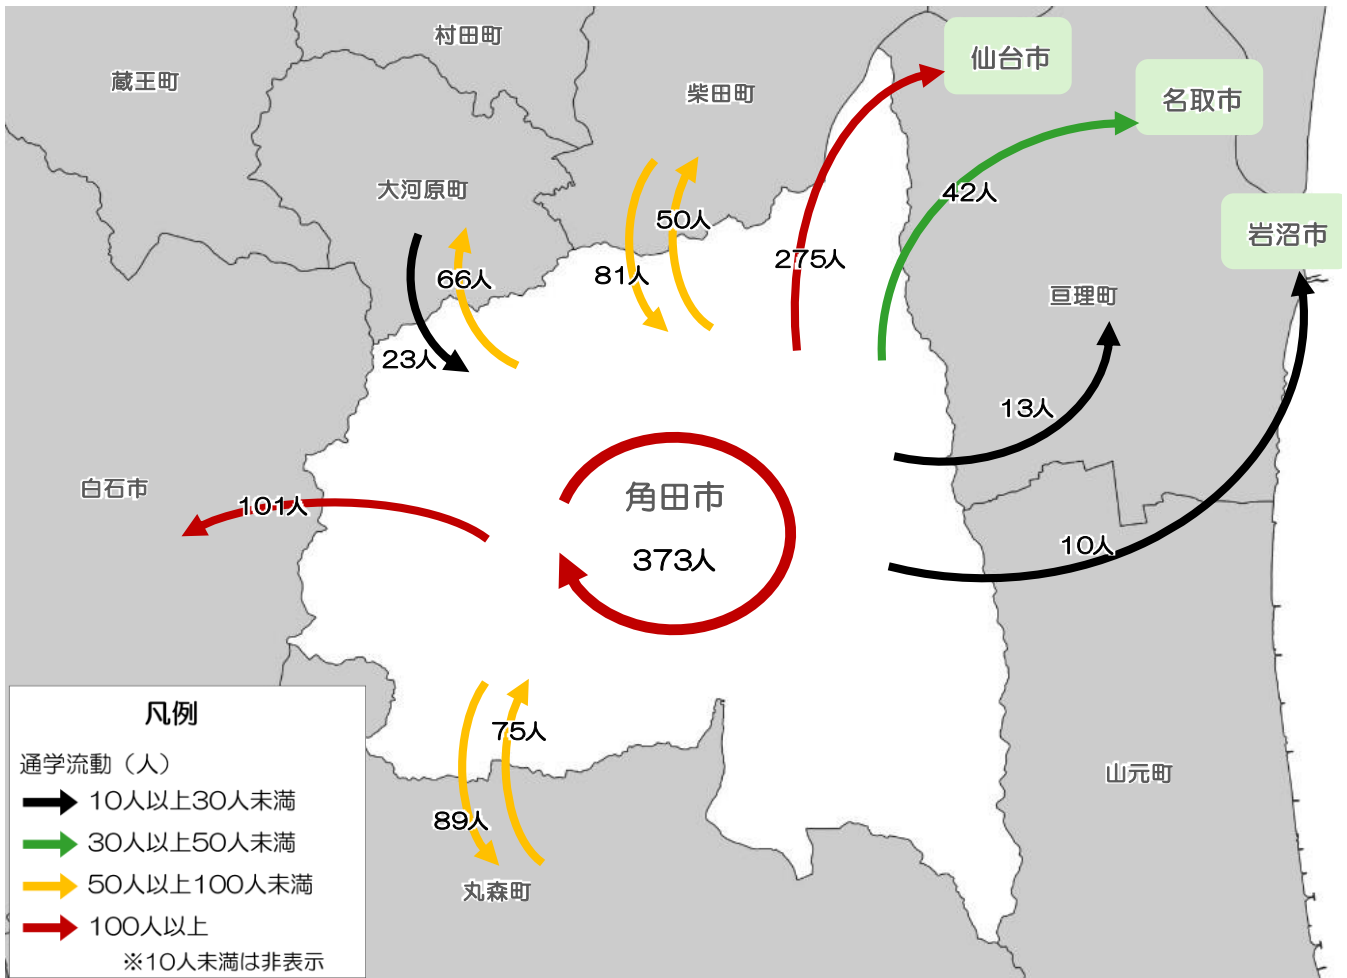 村田町
仙台市
蔵王町
柴田町
名取市
大河原町
42人
50人
岩沼市
275人
81人
66人
亘理町
23人
13人
白石市
角田市
101人
10人
373人
凡例
75人
通学流動（人）
山元町
10人以上30人未満
89人
30人以上50人未満
50人以上100人未満
丸森町
100人以上
※10人未満は非表示